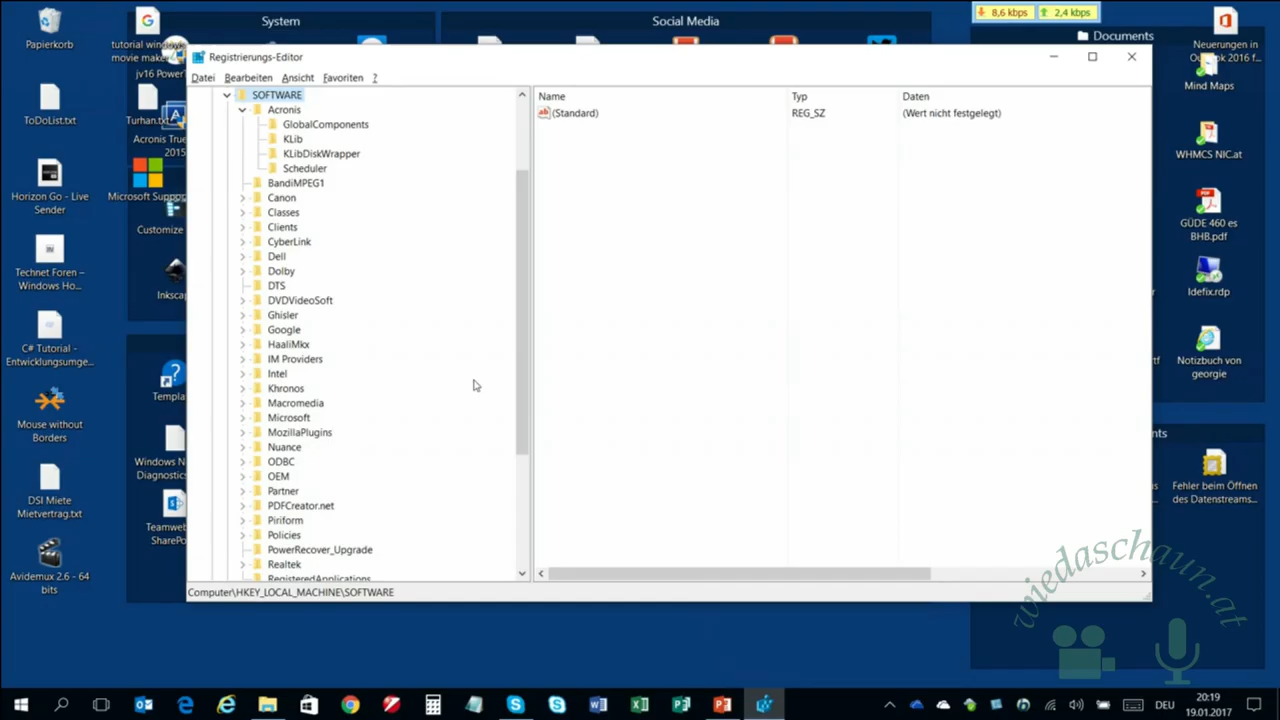 System
Social Media
8,6 kbps
2,4 kbps
Documents
Papierkorb
tutorial windows
movie maker
jv16 Power
ToDoList.txt
Turhan.txt
Acronis True
2015
Horizon Go - Live
Sender
Microsoft Support
Customize
Technet Foren –
Windows Ho...
Inkscap
C# Tutorial -
Entwicklungsumge...
Mouse without
Borders
Templa
DSI Miete
Mietvertrag.txt
Windows N
Diagnostics
Teamweb
SharePo
Avidemux 2.6 - 64
bits
Registrierungs-Editor
Datei Bearbeiten Ansicht Favoriten ?
SOFTWARE
Acronis
GlobalComponents
KLib
KLibDiskWrapper
Scheduler
BandiMPEG1
Canon
Classes
Clients
CyberLink
Dell
Dolby
DTS
DVDVideoSoft
Ghisler
Google
HaaliMkx
IM Providers
Intel
Khronos
Macromedia
Microsoft
MozillaPlugins
Nuance
ODBC
OEM
Partner
PDFCreator.net
Piriform
Policies
PowerRecover_Upgrade
Realtek
RegisteredApplications
Name Typ Daten
ab (Standard) REG_SZ (Wert nicht festgelegt)
Computer\HKEY_LOCAL_MACHINE\SOFTWARE
Neuerungen in
Outlook 2016 f...
Mind Maps
WHMCS NIC.at
GÜDE 460 es
BHB.pdf
Idefix.rdp
Notizbuch von
georgie
Fehler beim Öffnen
des Datenstreams...
wiedaschaun.at
DEU
20:19
19.01.2017